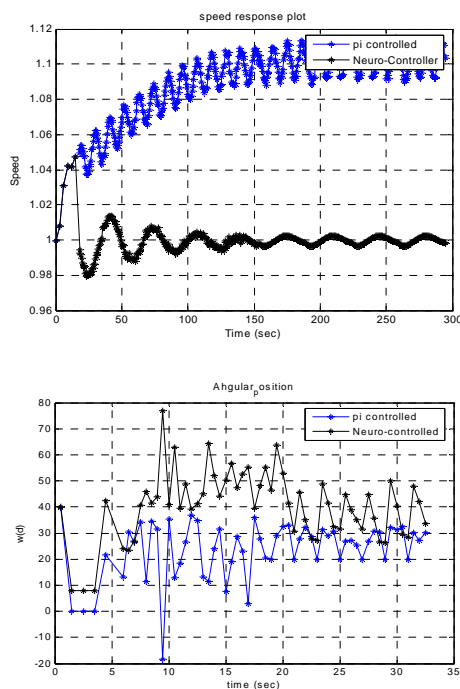 speed response plot
1.12
1.1
1.08
1.06
1.04
1.02
1
0.98
0.96
Speed
pi controlled
Neuro-Controller
0 50 100 150 200 250 300
Time (sec)
Ahgular_position
80
70
60
50
40
30
20
10
0
-10
-20
w(d)
pi controlled
Neuro-controlled
0 5 10 15 20 25 30 35
time (sec)